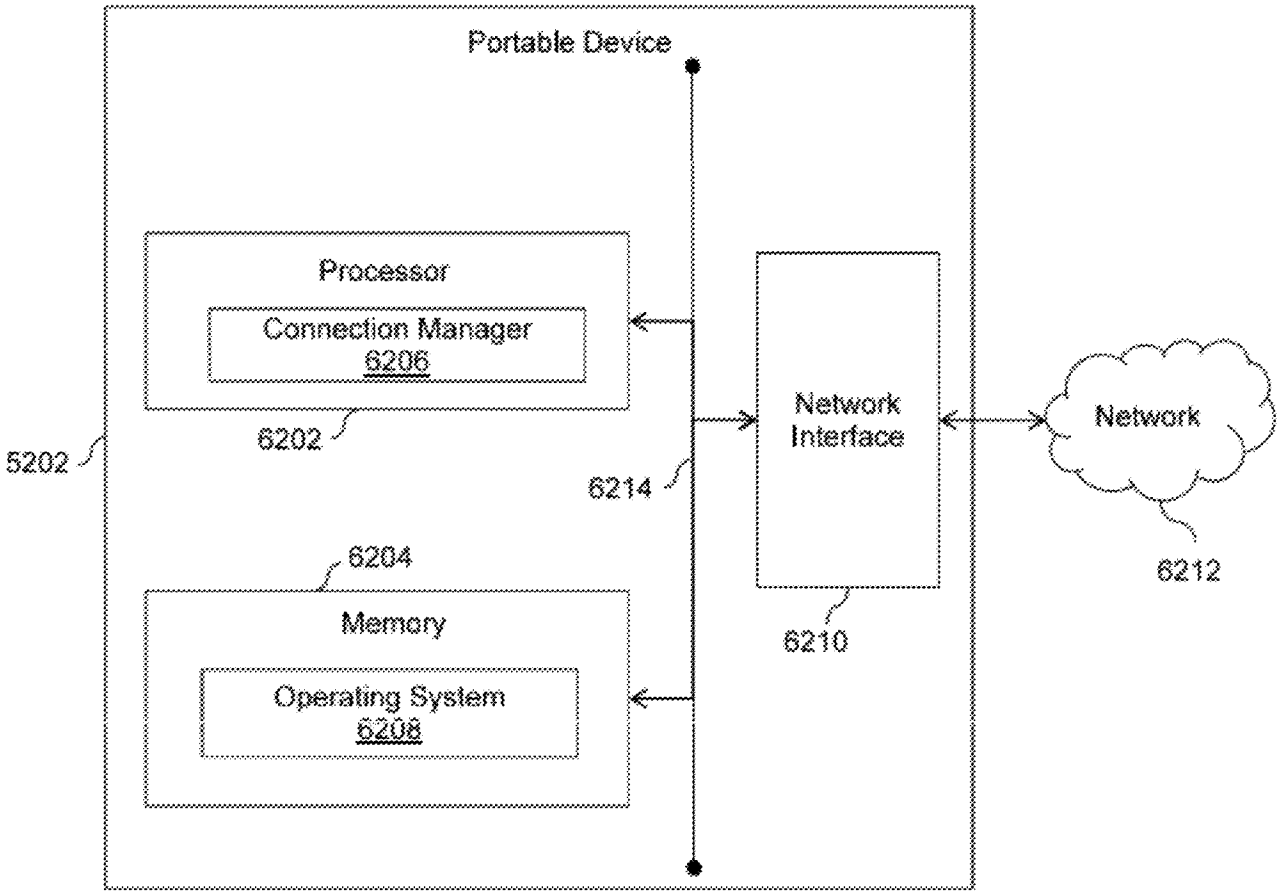 Portable Device
Processor
Connection Manager
6206
6202
5202
6214
Network
Interface
Network
6212
6210
6204
Memory
Operating System
6208